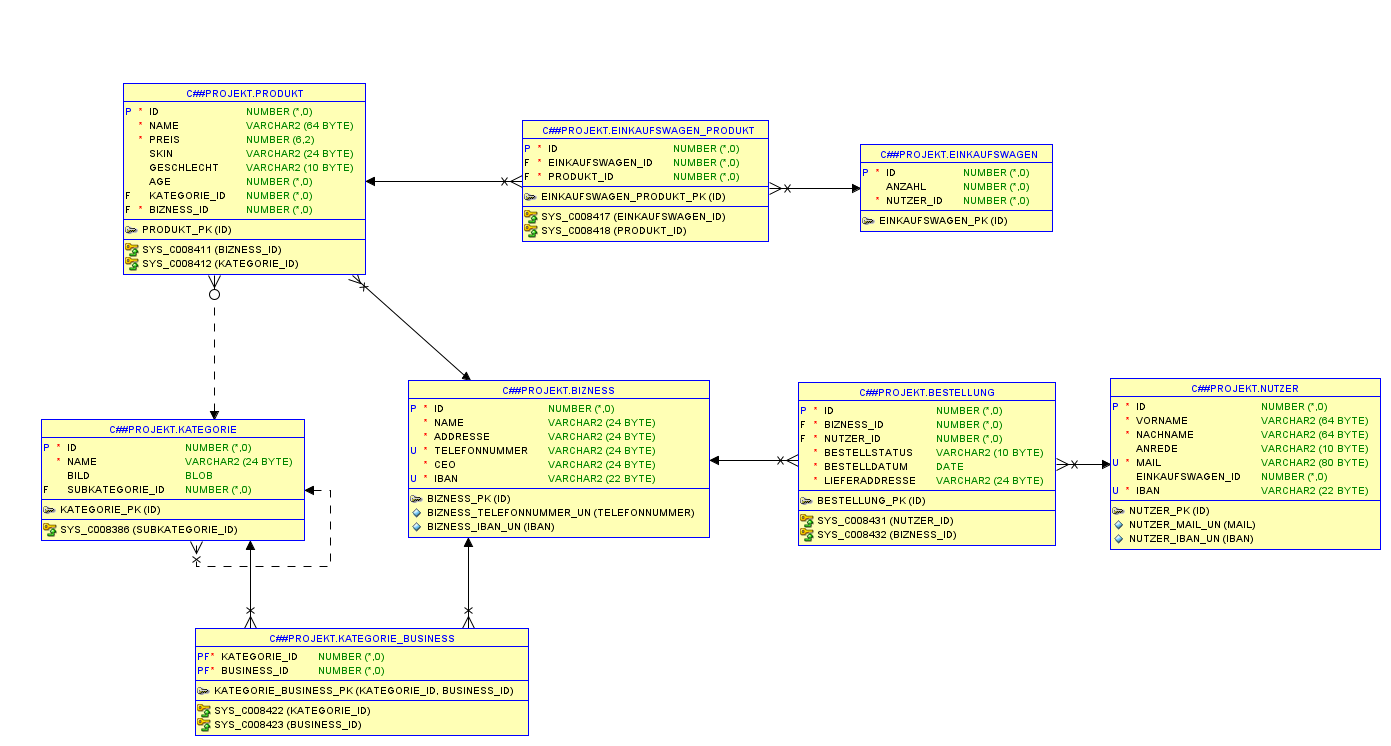 C##PROJEKT.PRODUKT
P * ID NUMBER (*,0)
* NAME VARCHAR2 (64 BYTE)
* PREIS NUMBER (6,2)
SKIN VARCHAR2 (24 BYTE)
GESCHLECHT VARCHAR2 (10 BYTE)
AGE NUMBER (*,0)
F KATEGORIE_ID NUMBER (*,0)
F * BIZNESS_ID NUMBER (*,0)
PRODUKT_PK (ID)
SYS_C008411 (BIZNESS_ID)
SYS_C008412 (KATEGORIE_ID)
C##PROJEKT.EINKAUFSWAGEN_PRODUKT
P * ID NUMBER (*,0)
F * EINKAUFSWAGEN_ID NUMBER (*,0)
F * PRODUKT_ID NUMBER (*,0)
EINKAUFSWAGEN_PRODUKT_PK (ID)
SYS_C008417 (EINKAUFSWAGEN_ID)
SYS_C008418 (PRODUKT_ID)
C##PROJEKT.EINKAUFSWAGEN
P * ID NUMBER (*,0)
ANZAHL NUMBER (*,0)
* NUTZER_ID NUMBER (*,0)
EINKAUFSWAGEN_PK (ID)
C##PROJEKT.KATEGORIE
P * ID NUMBER (*,0)
* NAME VARCHAR2 (24 BYTE)
BILD BLOB
F SUBKATEGORIE_ID NUMBER (*,0)
KATEGORIE_PK (ID)
SYS_C008386 (SUBKATEGORIE_ID)
C##PROJEKT.BIZNESS
P * ID NUMBER (*,0)
* NAME VARCHAR2 (24 BYTE)
* ADDRESSE VARCHAR2 (24 BYTE)
U * TELEFONNUMMER VARCHAR2 (24 BYTE)
* CEO VARCHAR2 (24 BYTE)
U * IBAN VARCHAR2 (22 BYTE)
BIZNESS_PK (ID)
BIZNESS_TELEFONNUMMER_UN (TELEFONNUMMER)
BIZNESS_IBAN_UN (IBAN)
C##PROJEKT.BESTELLUNG
P * ID NUMBER (*,0)
F * BIZNESS_ID NUMBER (*,0)
F * NUTZER_ID NUMBER (*,0)
* BESTELLSTATUS VARCHAR2 (10 BYTE)
* BESTELLDATUM DATE
* LIEFERADDRESSE VARCHAR2 (24 BYTE)
BESTELLUNG_PK (ID)
SYS_C008431 (NUTZER_ID)
SYS_C008432 (BIZNESS_ID)
C##PROJEKT.NUTZER
P * ID NUMBER (*,0)
* VORNAME VARCHAR2 (64 BYTE)
* NACHNAME VARCHAR2 (64 BYTE)
U * MAIL VARCHAR2 (80 BYTE)
EINKAUFSWAGEN_ID NUMBER (*,0)
ANREDE VARCHAR2 (10 BYTE)
U * IBAN VARCHAR2 (22 BYTE)
NUTZER_PK (ID)
NUTZER_MAIL_UN (MAIL)
NUTZER_IBAN_UN (IBAN)
C##PROJEKT.KATEGORIE_BUSINESS
PF* KATEGORIE_ID NUMBER (*,0)
PF* BUSINESS_ID NUMBER (*,0)
KATEGORIE_BUSINESS_PK (KATEGORIE_ID, BUSINESS_ID)
SYS_C008422 (KATEGORIE_ID)
SYS_C008423 (BUSINESS_ID)